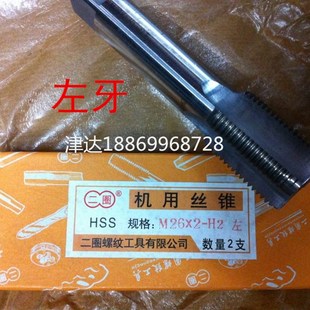 左牙
津达18869968728
二圈
机用丝锥
HSS 规格: M26X2-H2 左
二圈螺纹工具有限公司 数量2支